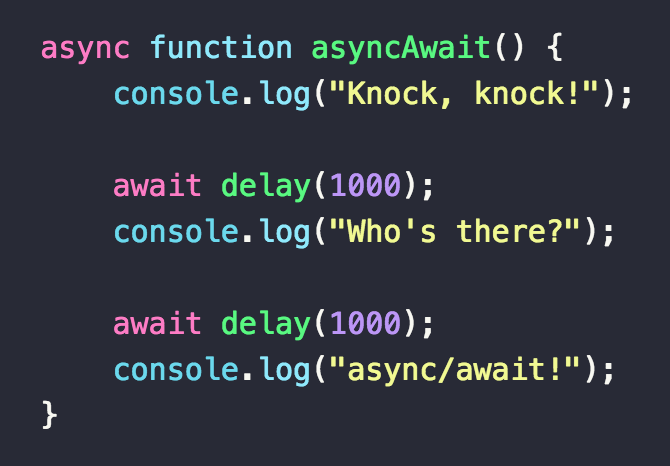 async function asyncAwait() {
    console.log("Knock, knock!");

    await delay(1000);
    console.log("Who's there?");

    await delay(1000);
    console.log("async/await!");
}